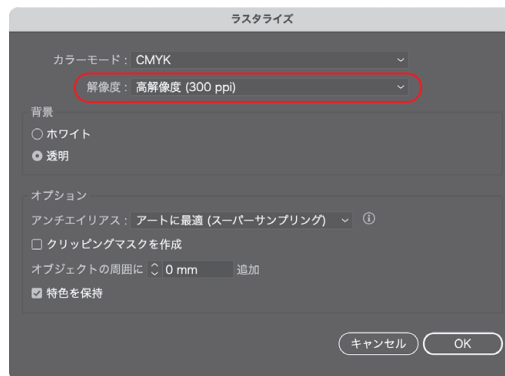 ラスタライズ
カラーモード： CMYK
解像度： 高解像度 (300 ppi)
背景
ホワイト
透明
オプション
アンチエイリアス： アートに最適 (スーパーサンプリング)
クリッピングマスクを作成
オブジェクトの周囲に 0 mm 追加
特色を保持
キャンセル OK